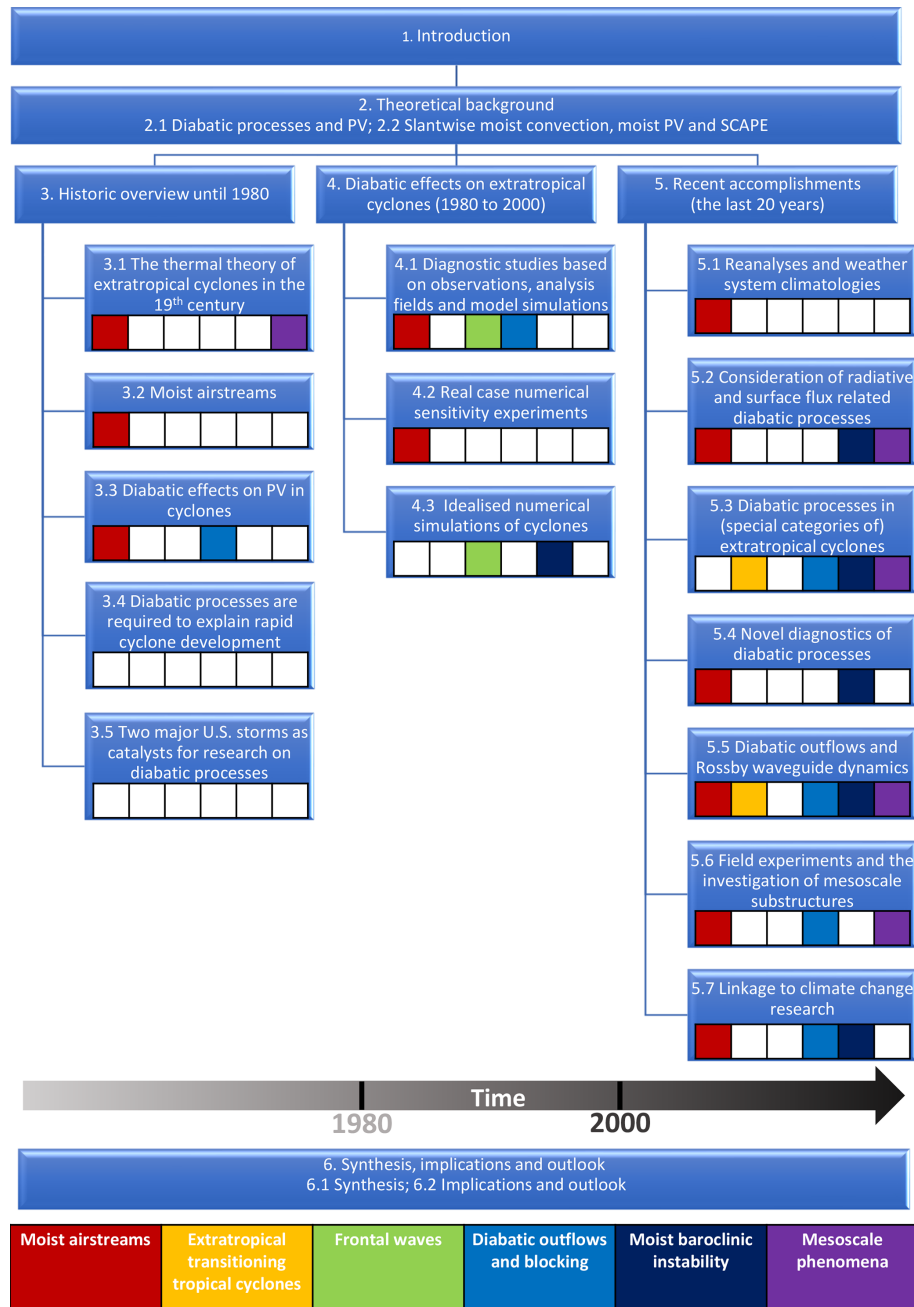 1. Introduction
2. Theoretical background
2.1 Diabatic processes and PV; 2.2 Slantwise moist convection, moist PV and SCAPE
3. Historic overview until 1980
3.1 The thermal theory of
extratropical cyclones in the
19th century
3.2 Moist airstreams
3.3 Diabatic effects on PV in
cyclones
3.4 Diabatic processes are
required to explain rapid
cyclone development
3.5 Two major U.S. storms as
catalysts for research on
diabatic processes
4. Diabatic effects on extratropical
cyclones (1980 to 2000)
4.1 Diagnostic studies based
on observations, analysis
fields and model simulations
4.2 Real case numerical
sensitivity experiments
4.3 Idealised numerical
simulations of cyclones
5. Recent accomplishments
(the last 20 years)
5.1 Reanalyses and weather
system climatologies
5.2 Consideration of radiative
and surface flux related
diabatic processes
5.3 Diabatic processes in
(special categories of)
extratropical cyclones
5.4 Novel diagnostics of
diabatic processes
5.5 Diabatic outflows and
Rossby waveguide dynamics
5.6 Field experiments and the
investigation of mesoscale
substructures
5.7 Linkage to climate change
research
Time
1980
2000
6. Synthesis, implications and outlook
6.1 Synthesis; 6.2 Implications and outlook
Moist airstreams
Extratropical
transitioning
tropical cyclones
Frontal waves
Diabatic outflows
and blocking
Moist baroclinic
instability
Mesoscale
phenomena